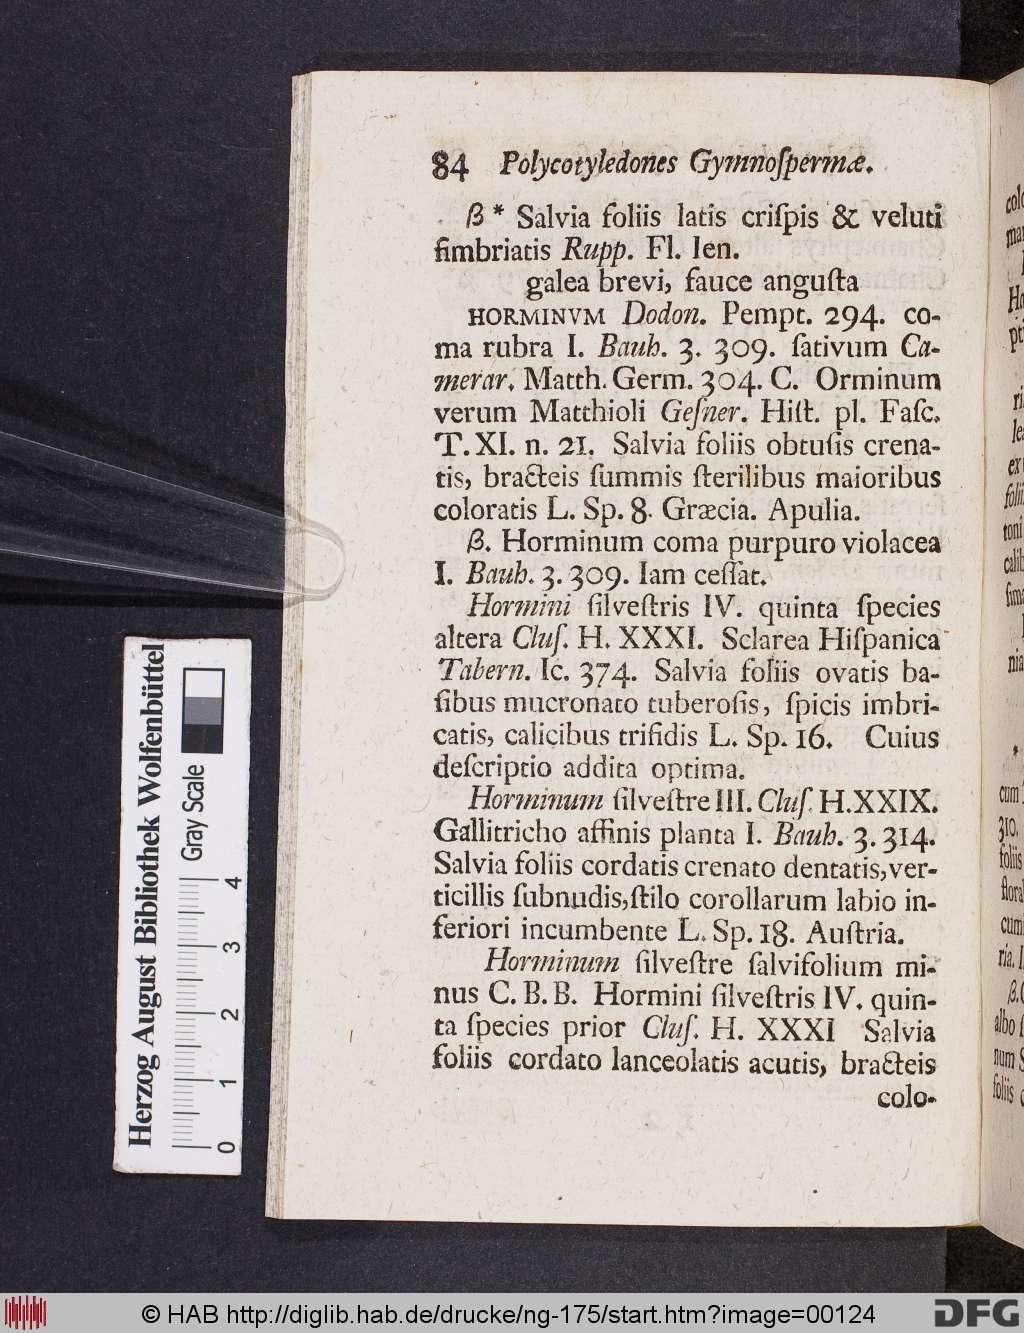 84 Polycotyledones Gymnoſpermæ.
β * Salvia foliis latis criſpis & veluti
fimbriatis Rupp. Fl. Ien.
galea brevi, fauce anguſta
HORMINVM Dodon. Pempt. 294. co-
ma rubra I. Bauh. 3. 309. ſativum Ca-
merar. Matth. Germ. 304. C. Orminum
verum Matthioli Geſner. Hiſt. pl. Faſc.
T. XI. n. 21. Salvia foliis obtuſis crena-
tis, bracteis ſummis ſterilibus maioribus
coloratis L. Sp. 8. Græcia. Apulia.
β. Horminum coma purpuro violacea
I. Bauh. 3. 309. Iam ceſſat.
Hormini ſilveſtris IV. quinta ſpecies
altera Cluſ. H. XXXI. Sclarea Hiſpanica
Tabern. Ic. 374. Salvia foliis ovatis ba-
ſibus mucronato tuberoſis, ſpicis imbri-
catis, calicibus trifidis L. Sp. 16. Cuius
deſcriptio addita optima.
Horminum ſilveſtre III. Cluſ. H. XXIX.
Gallitricho affinis planta I. Bauh. 3. 314.
Salvia foliis cordatis crenato dentatis, ver-
ticillis ſubnudis, ſtilo corollarum labio in-
feriori incumbente L. Sp. 18. Auſtria.
Horminum ſilveſtre ſalvifolium mi-
nus C. B. B. Hormini ſilveſtris IV. quin-
ta ſpecies prior Cluſ. H. XXXI Salvia
foliis cordato lanceolatis acutis, bracteis
colo-
Herzog August Bibliothek Wolfenbüttel
Gray Scale
0 1 2 3 4
© HAB http://diglib.hab.de/drucke/ng-175/start.htm?image=00124
DFG